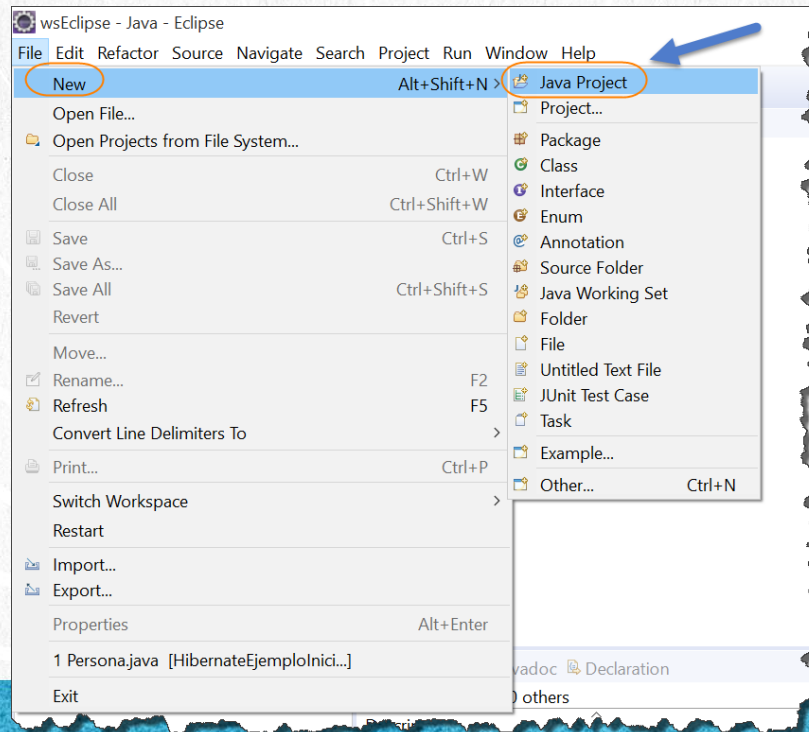 wsEclipse - Java - Eclipse
File Edit Refactor Source Navigate Search Project Run Window Help
New Alt+Shift+N >
Open File...
Open Projects from File System...
Close Ctrl+W
Close All Ctrl+Shift+W
Save Ctrl+S
Save As...
Save All Ctrl+Shift+S
Revert
Move...
Rename... F2
Refresh F5
Convert Line Delimiters To >
Print... Ctrl+P
Switch Workspace >
Restart
Import...
Export...
Properties Alt+Enter
1 Persona.java [HibernateEjemploInici...]
Exit
Java Project
Project...
Package
Class
Interface
Enum
Annotation
Source Folder
Java Working Set
Folder
File
Untitled Text File
JUnit Test Case
Task
Example...
Other... Ctrl+N
vadoc Declaration
others